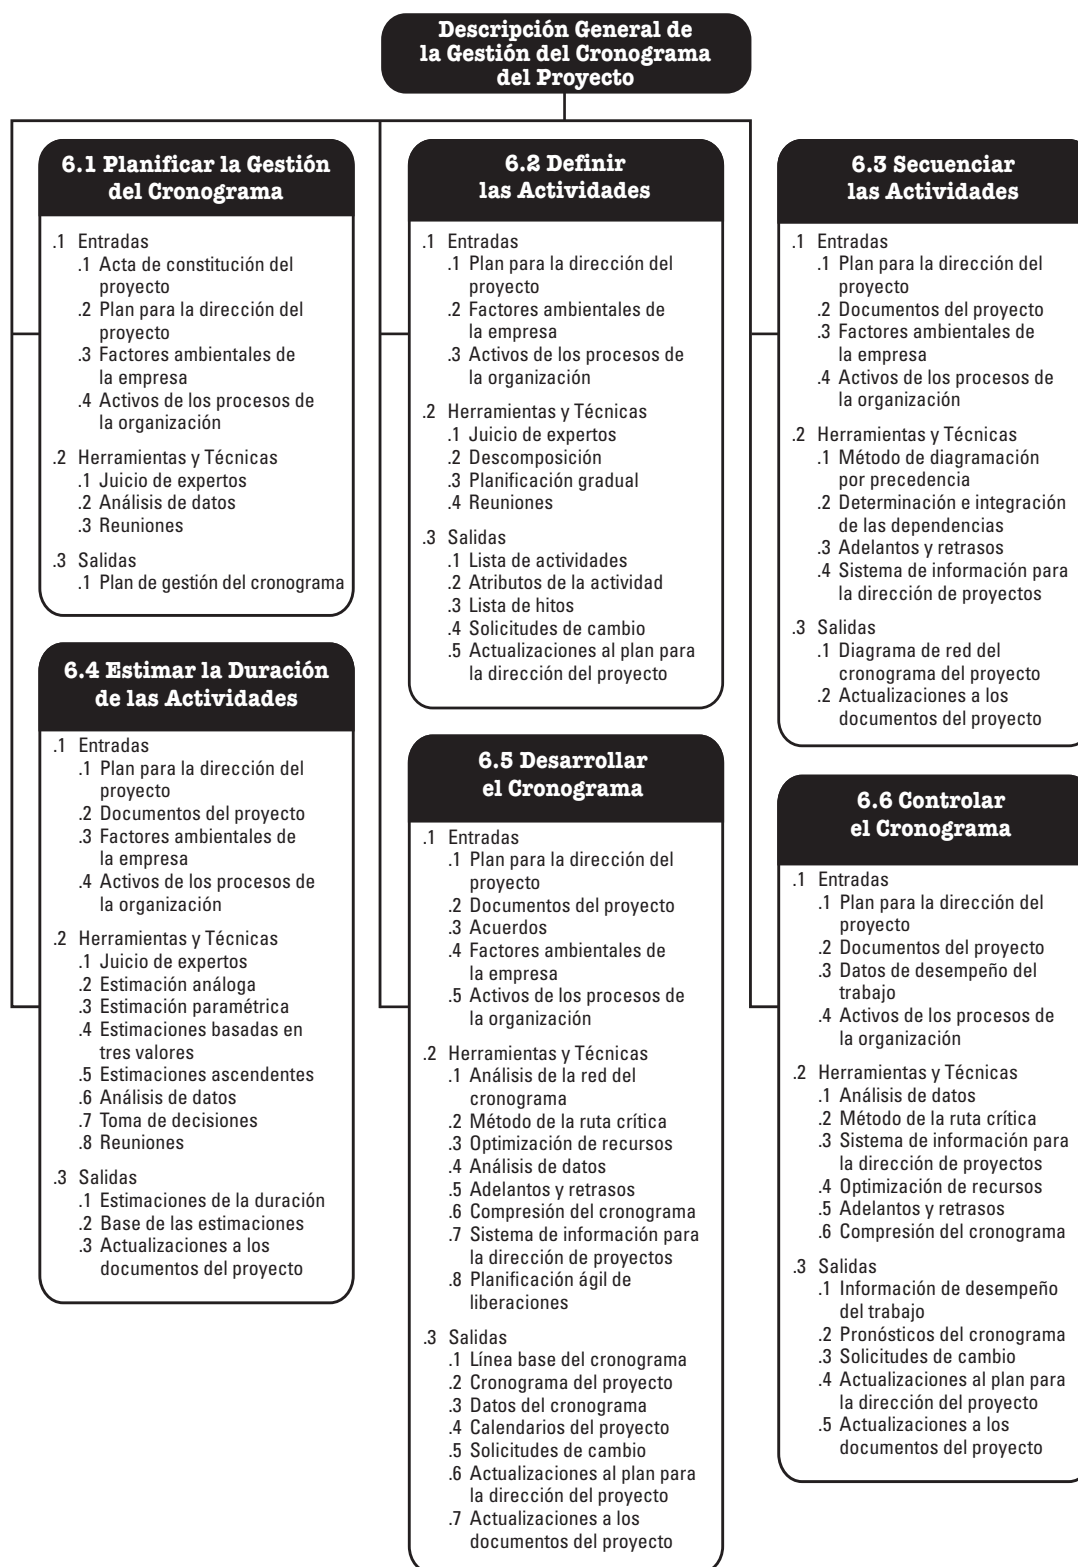 Descripción General de
la Gestión del Cronograma
del Proyecto
6.1 Planificar la Gestión
del Cronograma
.1 Entradas
.1 Acta de constitución del
proyecto
.2 Plan para la dirección del
proyecto
.3 Factores ambientales de
la empresa
.4 Activos de los procesos de
la organización
.2 Herramientas y Técnicas
.1 Juicio de expertos
.2 Análisis de datos
.3 Reuniones
.3 Salidas
.1 Plan de gestión del cronograma
6.2 Definir
las Actividades
.1 Entradas
.1 Plan para la dirección del
proyecto
.2 Factores ambientales de
la empresa
.3 Activos de los procesos de
la organización
.2 Herramientas y Técnicas
.1 Juicio de expertos
.2 Descomposición
.3 Planificación gradual
.4 Reuniones
.3 Salidas
.1 Lista de actividades
.2 Atributos de la actividad
.3 Lista de hitos
.4 Solicitudes de cambio
.5 Actualizaciones al plan para
la dirección del proyecto
6.3 Secuenciar
las Actividades
.1 Entradas
.1 Plan para la dirección del
proyecto
.2 Documentos del proyecto
.3 Factores ambientales de
la empresa
.4 Activos de los procesos de
la organización
.2 Herramientas y Técnicas
.1 Método de diagramación
por precedencia
.2 Determinación e integración
de las dependencias
.3 Adelantos y retrasos
.4 Sistema de información para
la dirección de proyectos
.3 Salidas
.1 Diagrama de red del
cronograma del proyecto
.2 Actualizaciones a los
documentos del proyecto
6.4 Estimar la Duración
de las Actividades
.1 Entradas
.1 Plan para la dirección del
proyecto
.2 Documentos del proyecto
.3 Factores ambientales de
la empresa
.4 Activos de los procesos de
la organización
.2 Herramientas y Técnicas
.1 Juicio de expertos
.2 Estimación análoga
.3 Estimación paramétrica
.4 Estimaciones basadas en
tres valores
.5 Estimaciones ascendentes
.6 Análisis de datos
.7 Toma de decisiones
.8 Reuniones
.3 Salidas
.1 Estimaciones de la duración
.2 Base de las estimaciones
.3 Actualizaciones a los
documentos del proyecto
6.5 Desarrollar
el Cronograma
.1 Entradas
.1 Plan para la dirección del
proyecto
.2 Documentos del proyecto
.3 Acuerdos
.4 Factores ambientales de
la empresa
.5 Activos de los procesos de
la organización
.2 Herramientas y Técnicas
.1 Análisis de la red del
cronograma
.2 Método de la ruta crítica
.3 Optimización de recursos
.4 Análisis de datos
.5 Adelantos y retrasos
.6 Compresión del cronograma
.7 Sistema de información para
la dirección de proyectos
.8 Planificación ágil de
liberaciones
.3 Salidas
.1 Línea base del cronograma
.2 Cronograma del proyecto
.3 Datos del cronograma
.4 Calendarios del proyecto
.5 Solicitudes de cambio
.6 Actualizaciones al plan para
la dirección del proyecto
.7 Actualizaciones a los
documentos del proyecto
6.6 Controlar
el Cronograma
.1 Entradas
.1 Plan para la dirección del
proyecto
.2 Documentos del proyecto
.3 Datos de desempeño del
trabajo
.4 Activos de los procesos de
la organización
.2 Herramientas y Técnicas
.1 Análisis de datos
.2 Método de la ruta crítica
.3 Sistema de información para
la dirección de proyectos
.4 Optimización de recursos
.5 Adelantos y retrasos
.6 Compresión del cronograma
.3 Salidas
.1 Información de desempeño
del trabajo
.2 Pronósticos del cronograma
.3 Solicitudes de cambio
.4 Actualizaciones al plan para
la dirección del proyecto
.5 Actualizaciones a los
documentos del proyecto